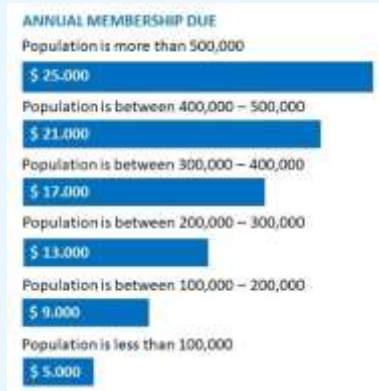 ANNUAL MEMBERSHIP DUE
Population is more than 500,000
$ 25.000
Population is between 400,000 – 500,000
$ 21.000
Population is between 300,000 – 400,000
$ 17.000
Population is between 200,000 – 300,000
$ 13.000
Population is between 100,000 – 200,000
$ 9.000
Population is less than 100,000
$ 5.000